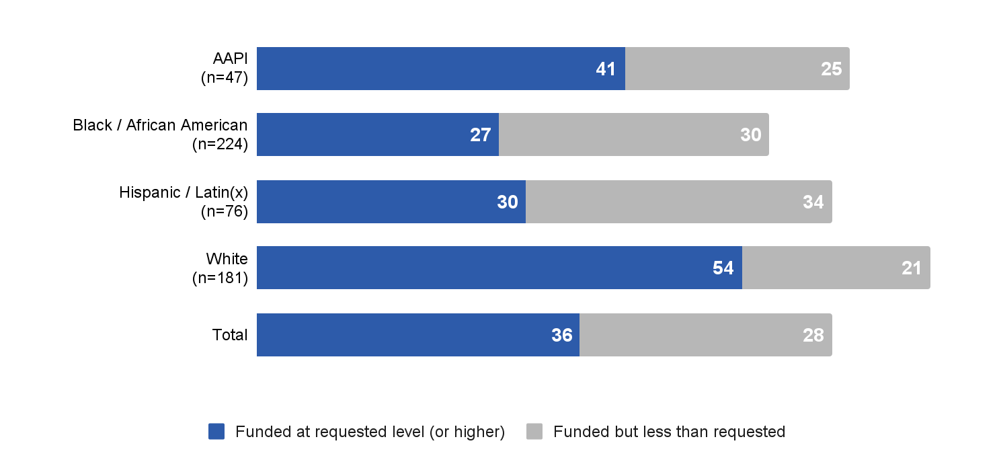 AAPI
(n=47)
41
25
Black / African American
(n=224)
27
30
Hispanic / Latin(x)
(n=76)
30
34
White
(n=181)
54
21
Total
36
28
Funded at requested level (or higher)
Funded but less than requested